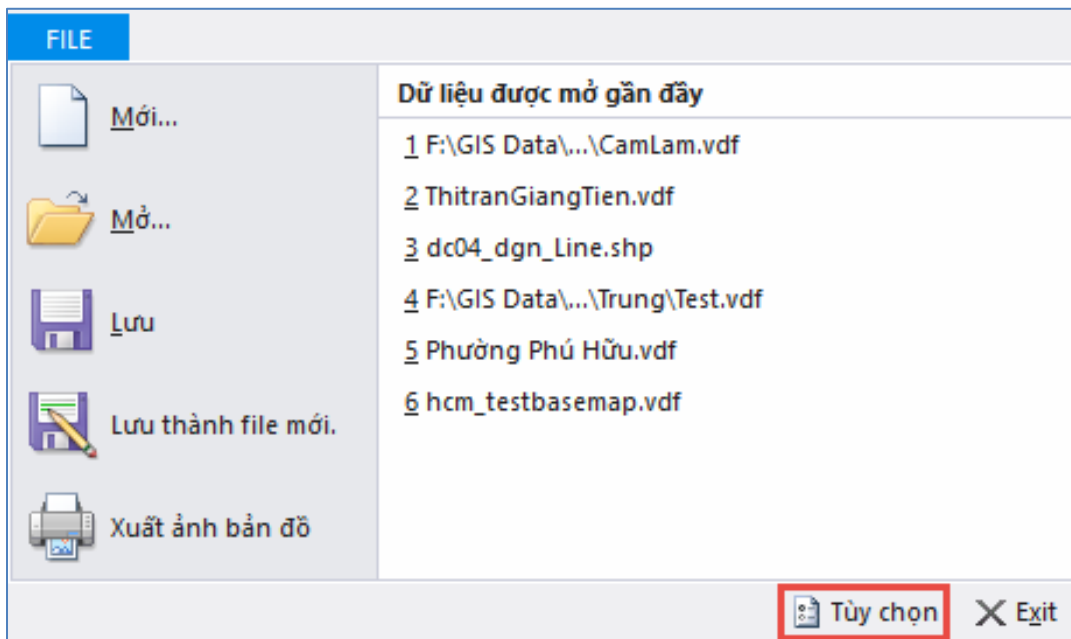 FILE
Mới...
Mở...
Lưu
Lưu thành file mới.
Xuất ảnh bản đồ
Dữ liệu được mở gần đầy
1 F:\GIS Data\...\CamLam.vdf
2 ThitranGiangTien.vdf
3 dc04_dgn_Line.shp
4 F:\GIS Data\...\Trung\Test.vdf
5 Phường Phú Hữu.vdf
6 hcm_testbasemap.vdf
Tùy chọn
Exit